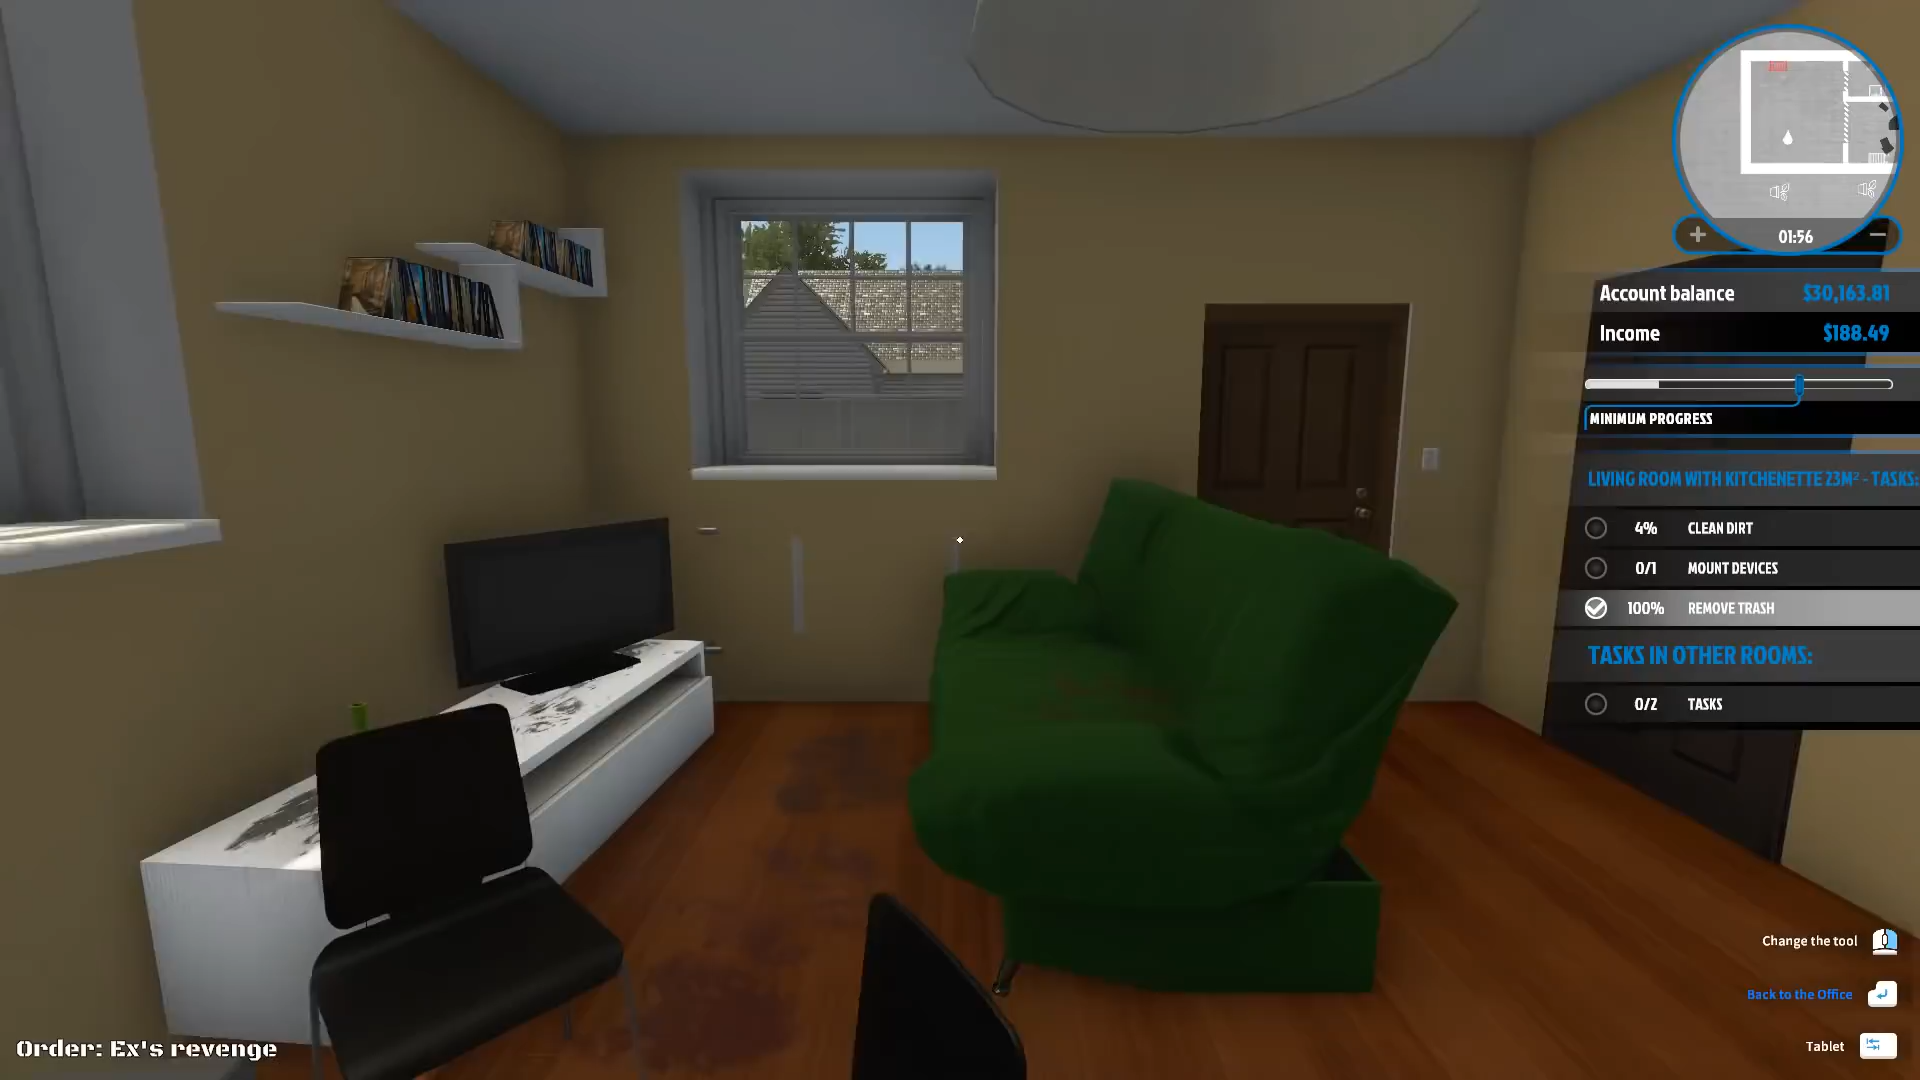 01:56
Account balance $30,163.81
Income $188.49
MINIMUM PROGRESS
LIVING ROOM WITH KITCHENETTE 23M² - TASKS:
4% CLEAN DIRT
0/1 MOUNT DEVICES
100% REMOVE TRASH
TASKS IN OTHER ROOMS:
0/2 TASKS
Change the tool
Back to the Office
Tablet
Order: Ex's revenge